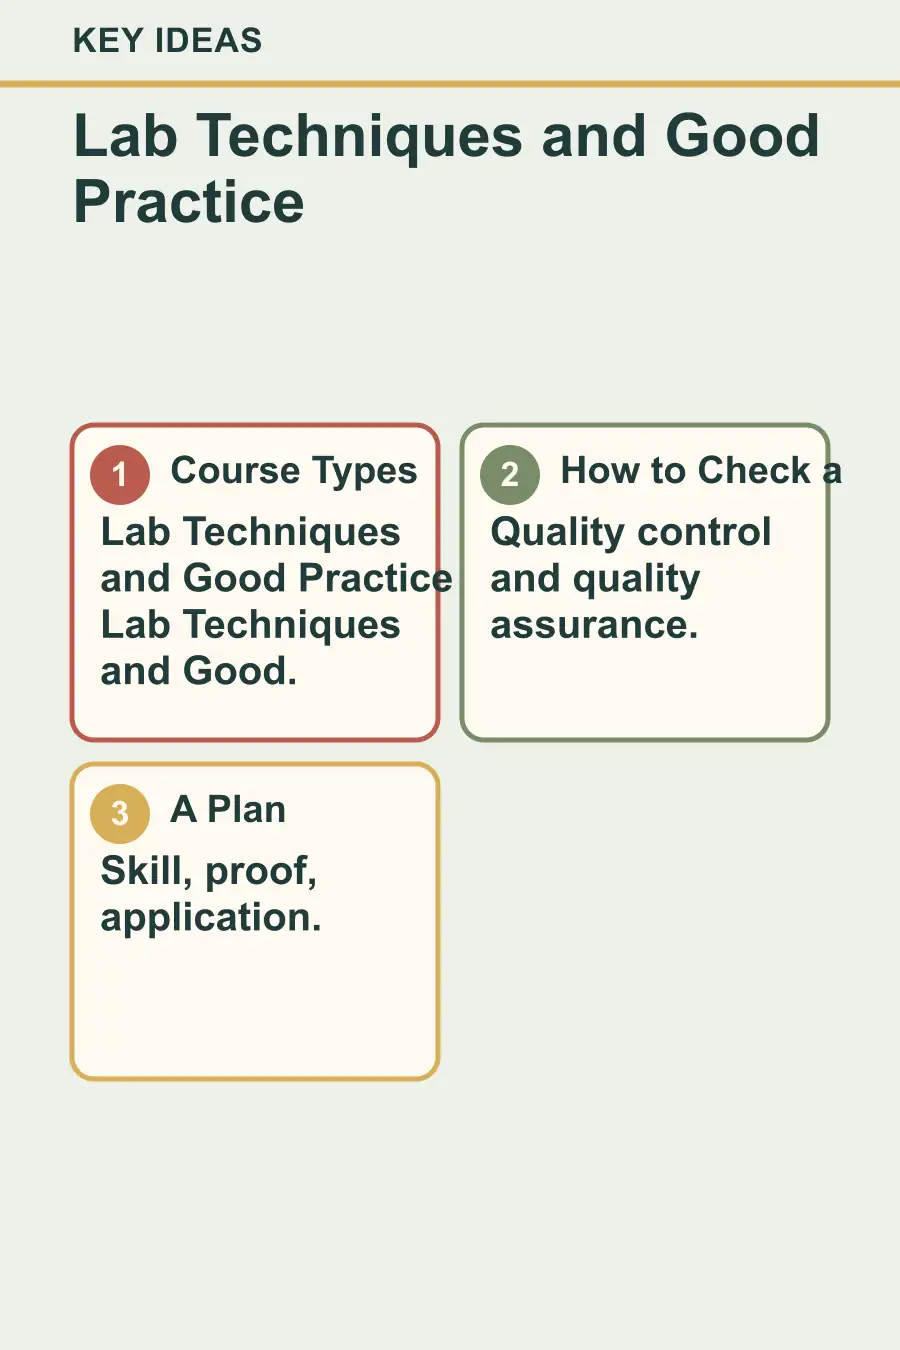 KEY IDEAS
Lab Techniques and Good
Practice
1 Course Types
Lab Techniques
and Good Practice
Lab Techniques
and Good.
2 How to Check a
Quality control
and quality
assurance.
3 A Plan
Skill, proof,
application.